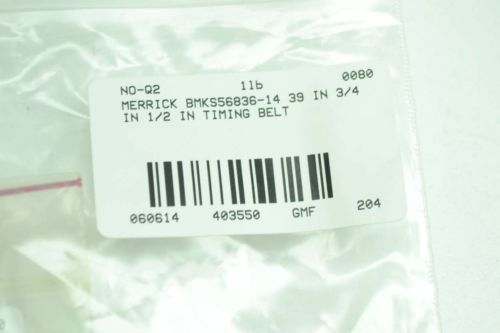 NO-Q2 1lb 0080
MERRICK BMKS56836-14 39 IN 3/4
IN 1/2 IN TIMING BELT
060614 403550 GMF 204